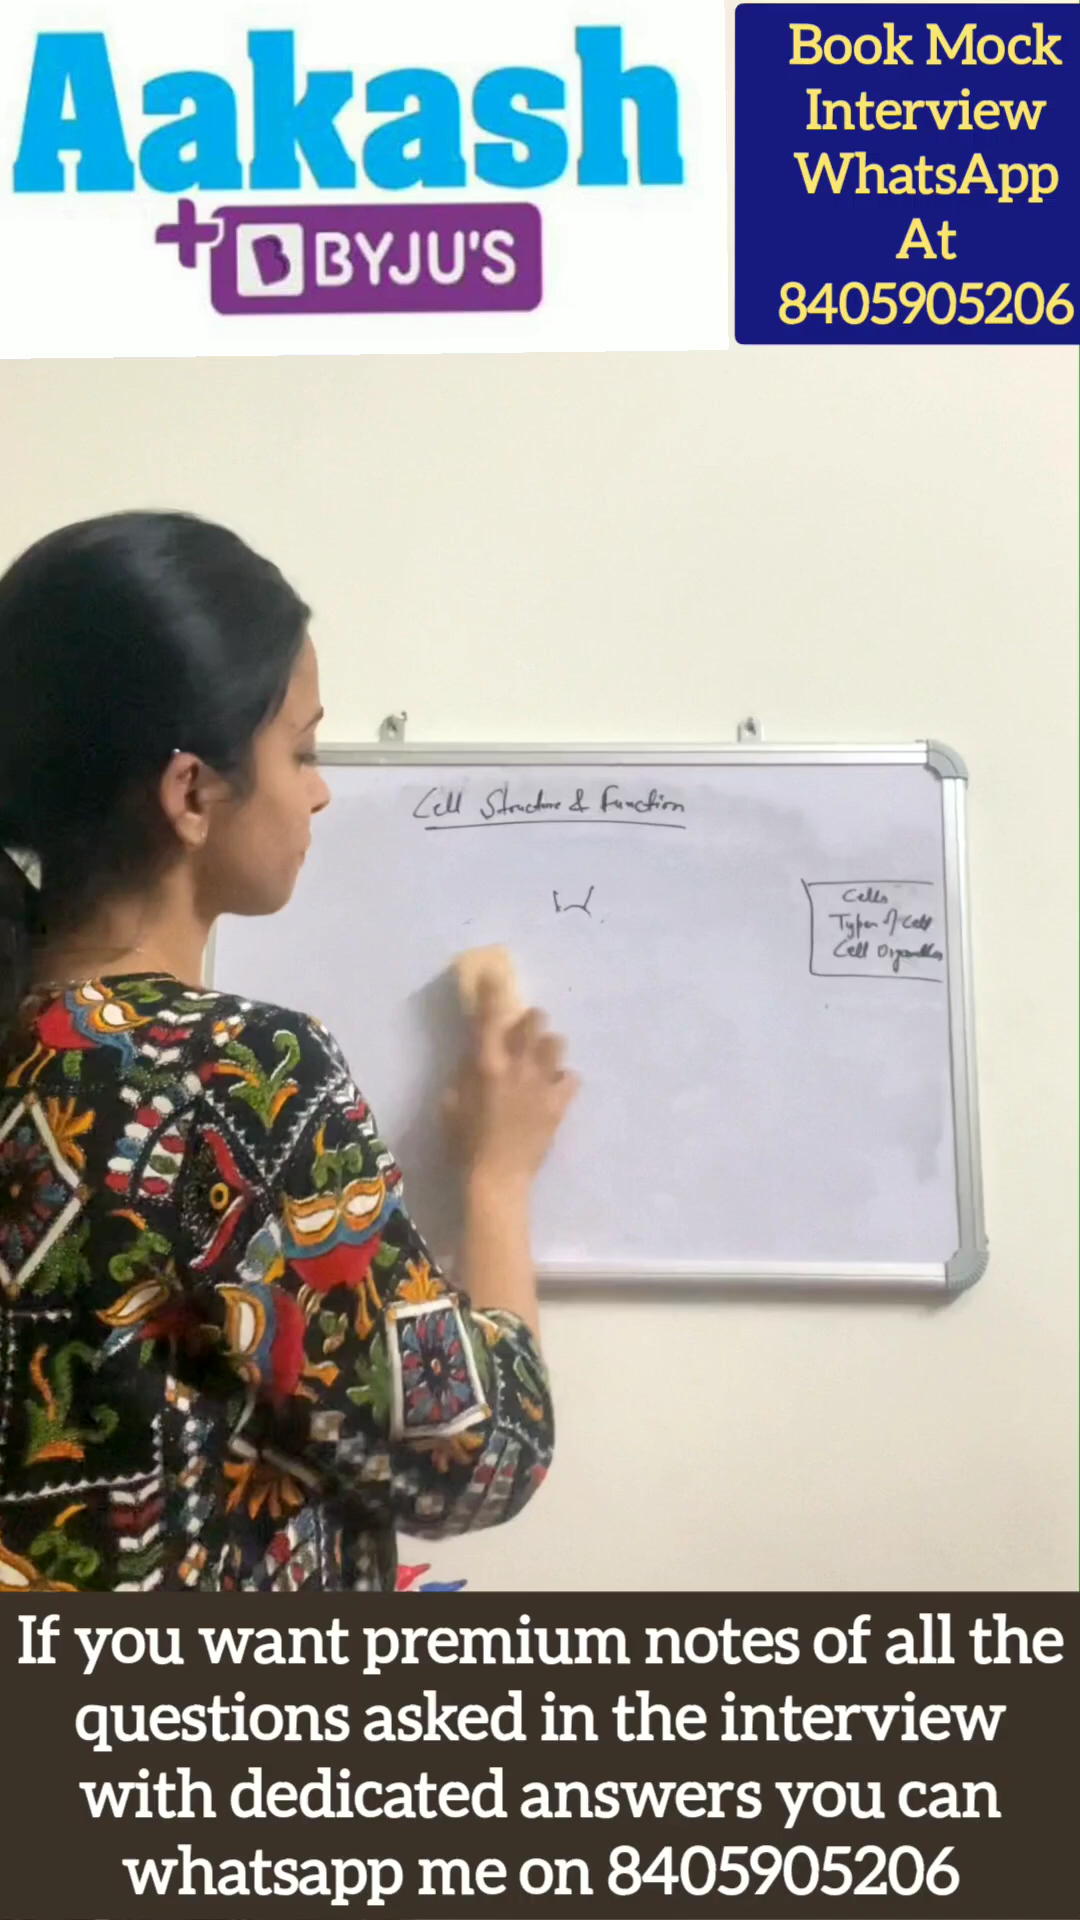 Aakash
+BYJU'S
Book Mock
Interview
WhatsApp
At
8405905206
Cell Structure & Function
Cells
Types of Cell
Cell Organelles
If you want premium notes of all the
questions asked in the interview
with dedicated answers you can
whatsapp me on 8405905206